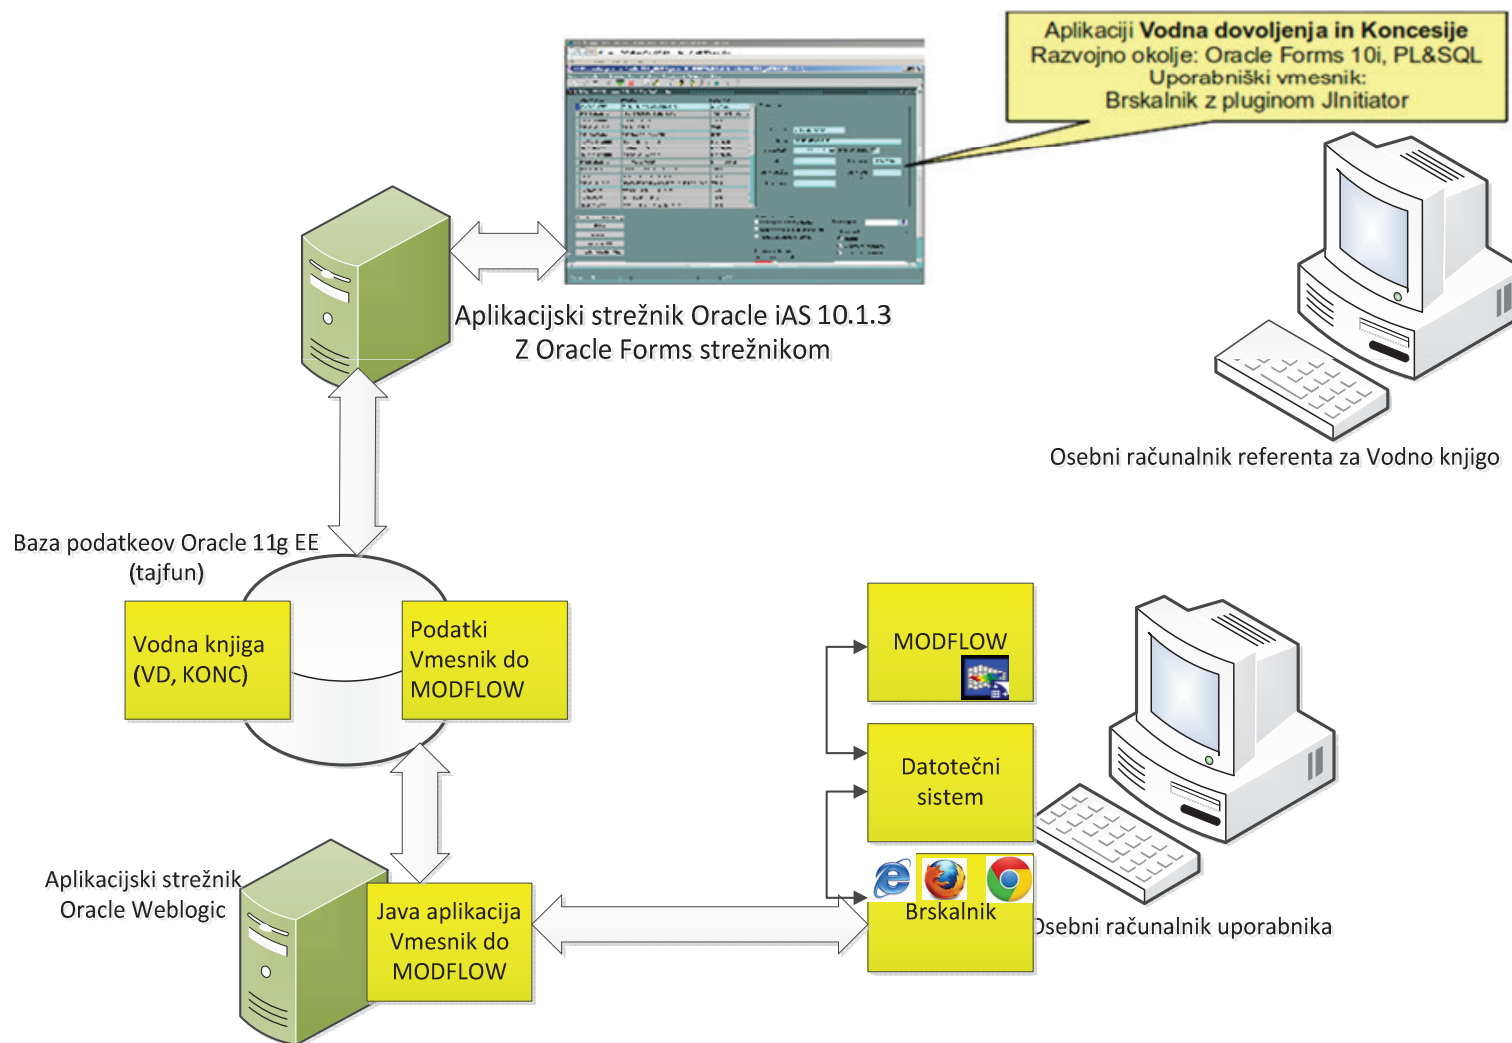 Aplikaciji Vodna dovoljenja in Koncesije
Razvojno okolje: Oracle Forms 10i, PL&SQL
Uporabniški vmesnik:
Brskalnik z pluginom JInitiator
Aplikacijski strežnik Oracle iAS 10.1.3
Z Oracle Forms strežnikom
Osebni računalnik referenta za Vodno knjigo
Baza podatkeov Oracle 11g EE
(tajfun)
Vodna knjiga
(VD, KONC)
Podatki
Vmesnik do
MODFLOW
MODFLOW
Datotečni
sistem
Brskalnik
Osebni računalnik uporabnika
Aplikacijski strežnik
Oracle Weblogic
Java aplikacija
Vmesnik do
MODFLOW